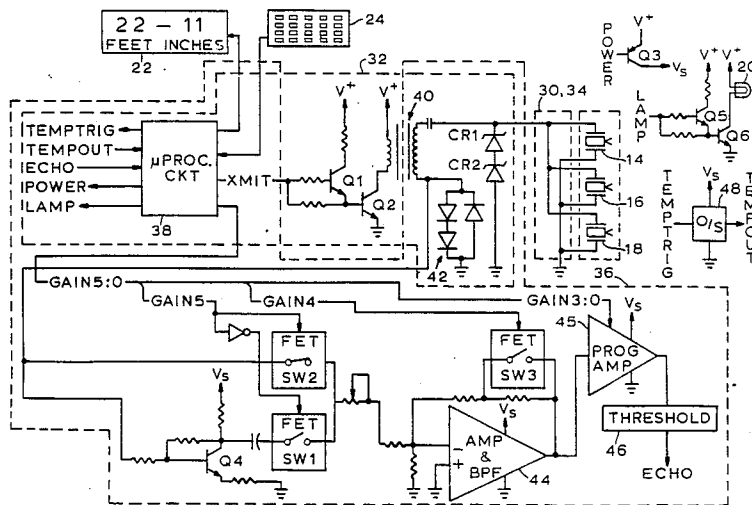 22 - 11
FEET INCHES
22
24
32
V+
V+
40
30,34
POWER
V+
Q3
VS
V+
V+
20
LAMP
Q5
Q6
TEMPTRIG
TEMPOUT
ECHO
POWER
LAMP
μPROC.
CKT
38
XMIT
Q1
Q2
CR1
CR2
42
14
16
18
TEMPTRIG
VS
48
O/S
TEMPOUT
36
GAIN5:0
GAIN5
GAIN4
GAIN3:0
FET
SW2
FET
SW1
VS
Q4
FET
SW3
VS
AMP
&
BPF
-
+
44
45
VS
PROG
AMP
THRESHOLD
46
ECHO